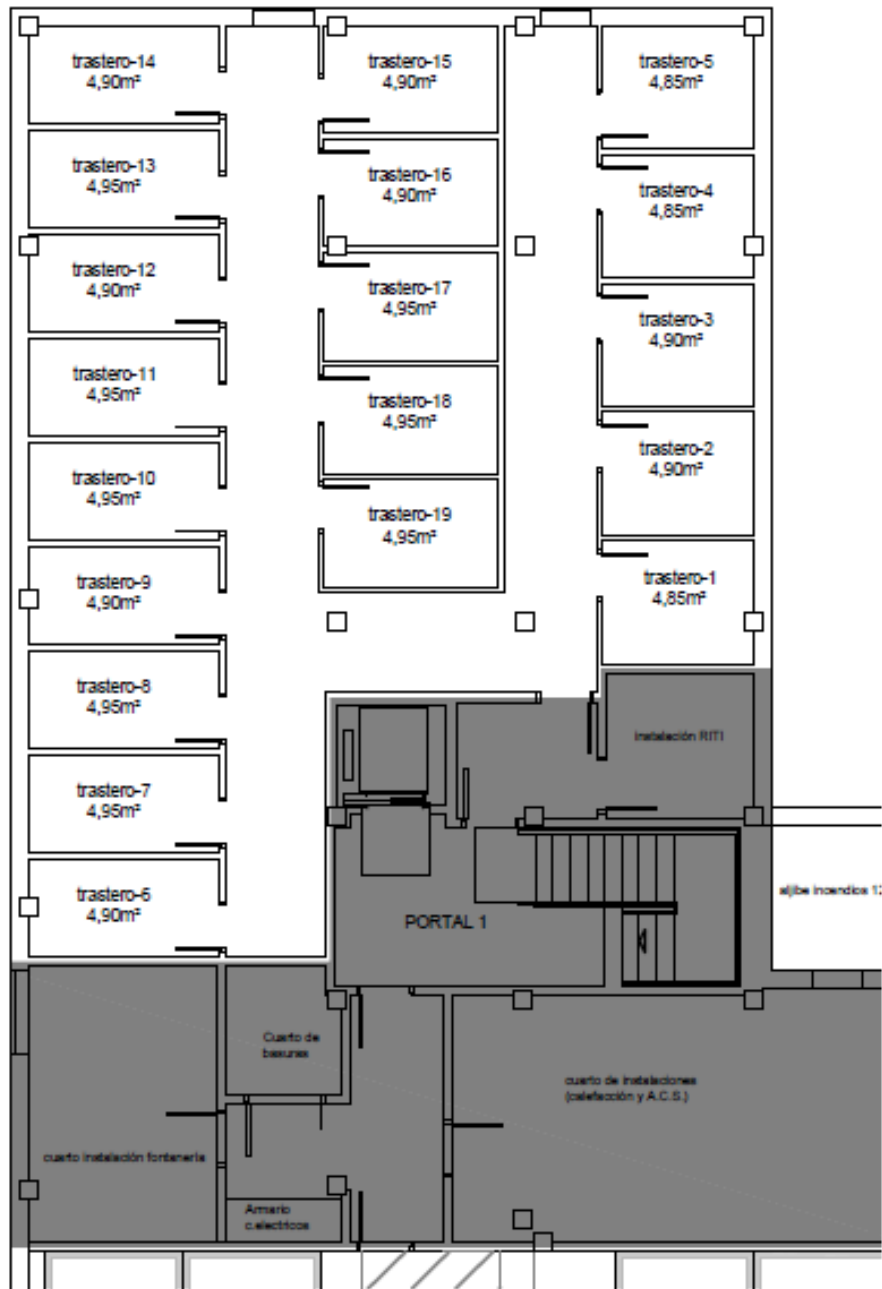 trastero-14
4,90m²
trastero-15
4,90m²
trastero-5
4,85m²
trastero-13
4,95m²
trastero-16
4,90m²
trastero-4
4,85m²
trastero-12
4,90m²
trastero-17
4,95m²
trastero-3
4,90m²
trastero-11
4,95m²
trastero-18
4,95m²
trastero-2
4,90m²
trastero-10
4,95m²
trastero-19
4,95m²
trastero-9
4,90m²
trastero-1
4,85m²
trastero-8
4,95m²
instalación RITI
trastero-7
4,95m²
trastero-6
4,90m²
aljibe incendios 12
PORTAL 1
Cuarto de
basuras
cuarto de instalaciones
(calefacción y A.C.S.)
cuarto instalación fontanería
Armario
c.electricos